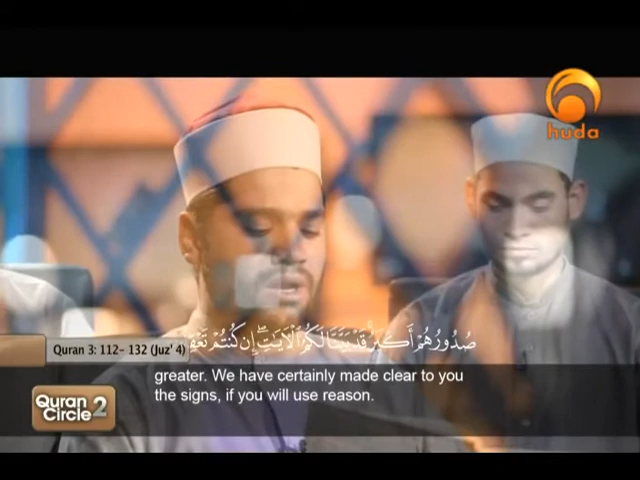 huda
صُدُورُهُمْ أَكْبَرُ ۚ قَدْ بَيَّنَّا لَكُمُ الْآيَاتِ ۖ إِن كُنتُمْ
Quran 3: 112– 132 (Juz' 4)
greater. We have certainly made clear to you
the signs, if you will use reason.
Quran
Circle 2